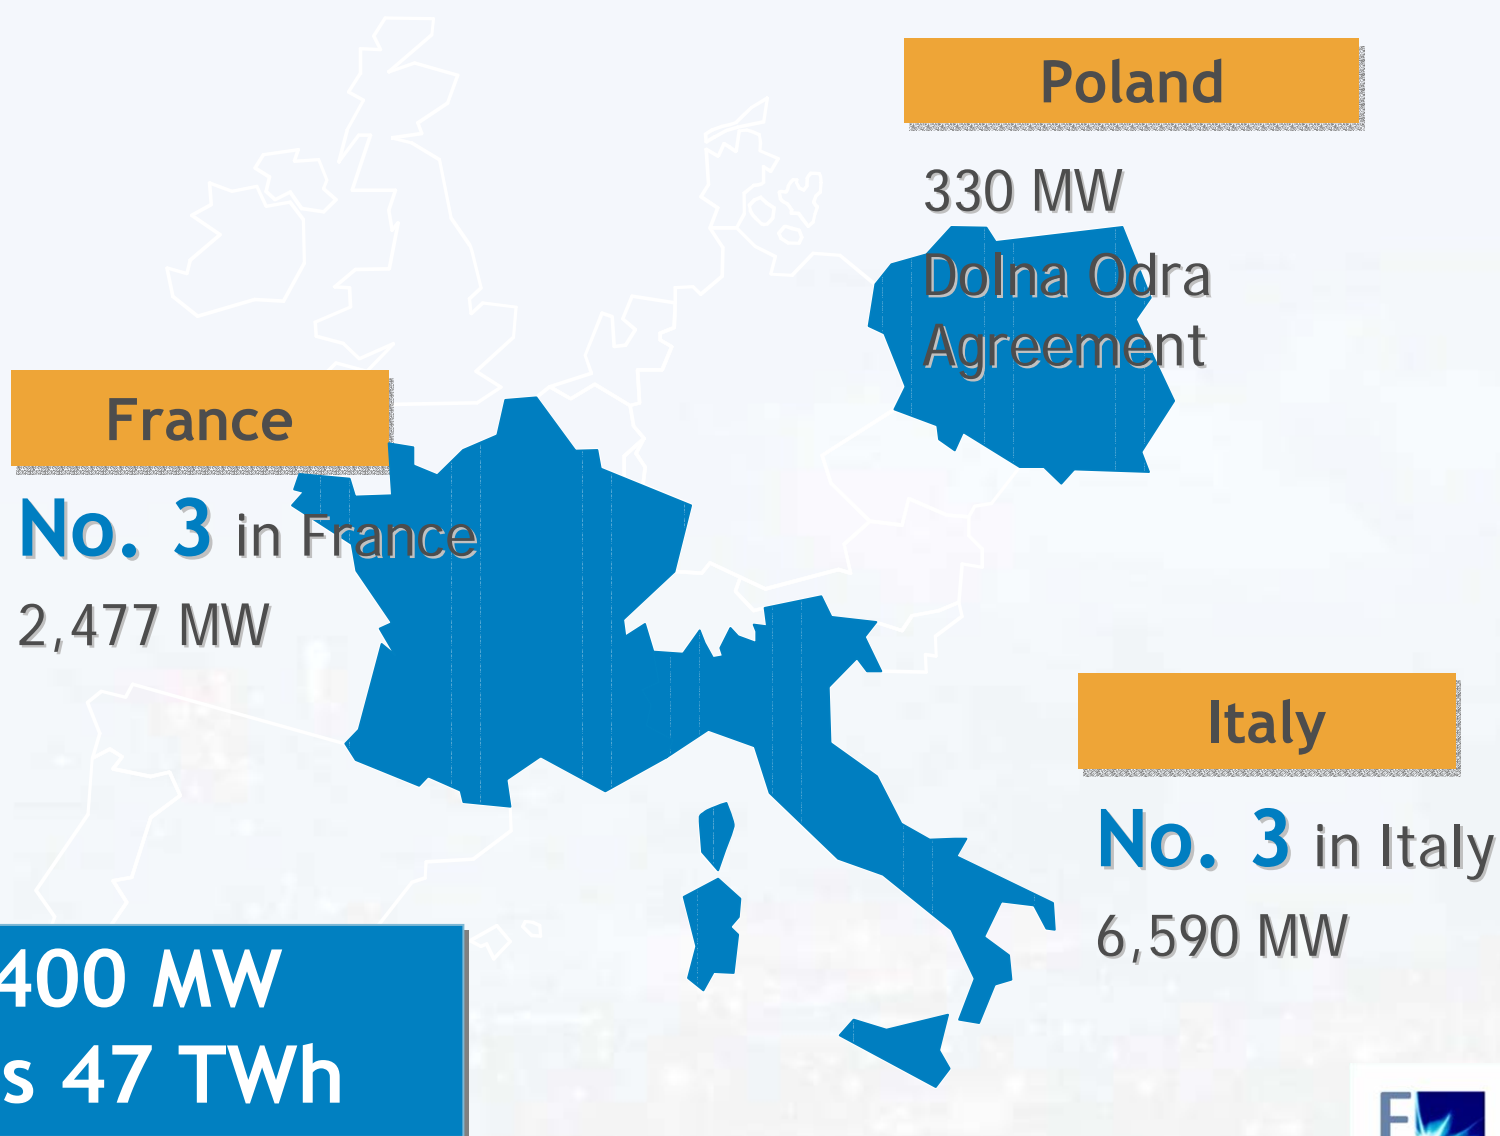 Poland
330 MW
Dolna Odra
Agreement
France
No. 3 in France
2,477 MW
Italy
No. 3 in Italy
6,590 MW
400 MW
s 47 TWh
E